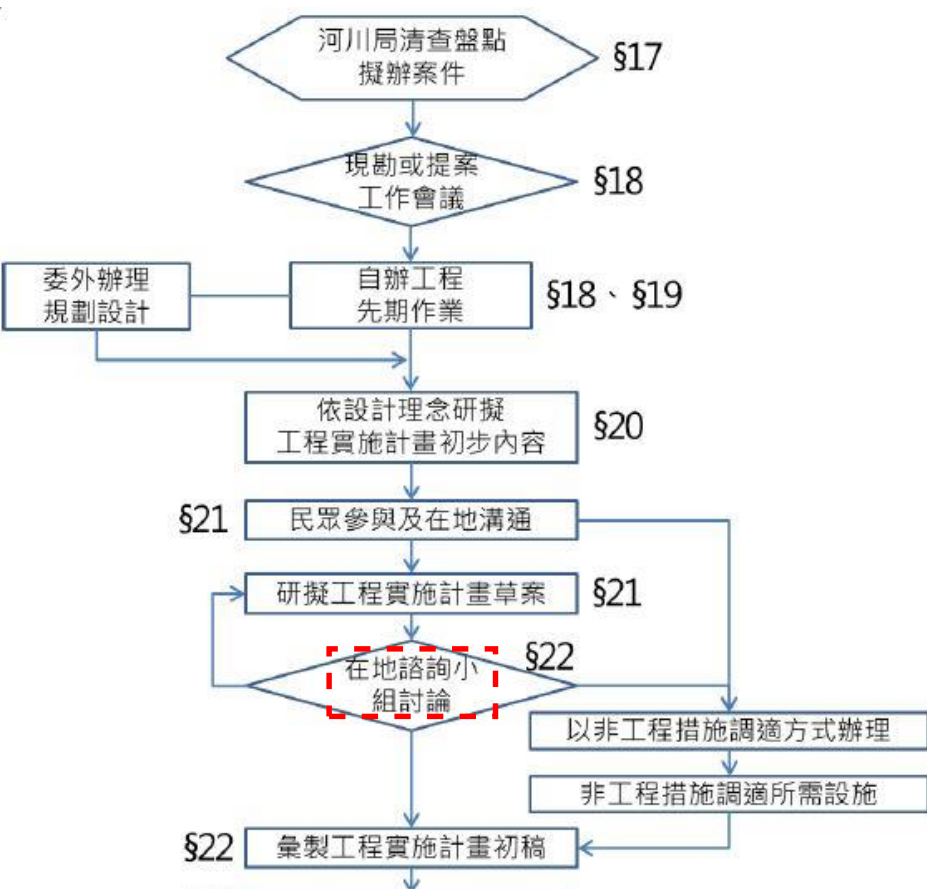 河川局清查盤點
擬辦案件
§17
現勘或提案
工作會議
§18
委外辦理
規劃設計
自辦工程
先期作業
§18、§19
依設計理念研擬
工程實施計畫初步內容
§20
§21
民眾參與及在地溝通
研擬工程實施計畫草案
§21
在地諮詢小
組討論
§22
以非工程措施調適方式辦理
非工程措施調適所需設施
§22
彙製工程實施計畫初稿